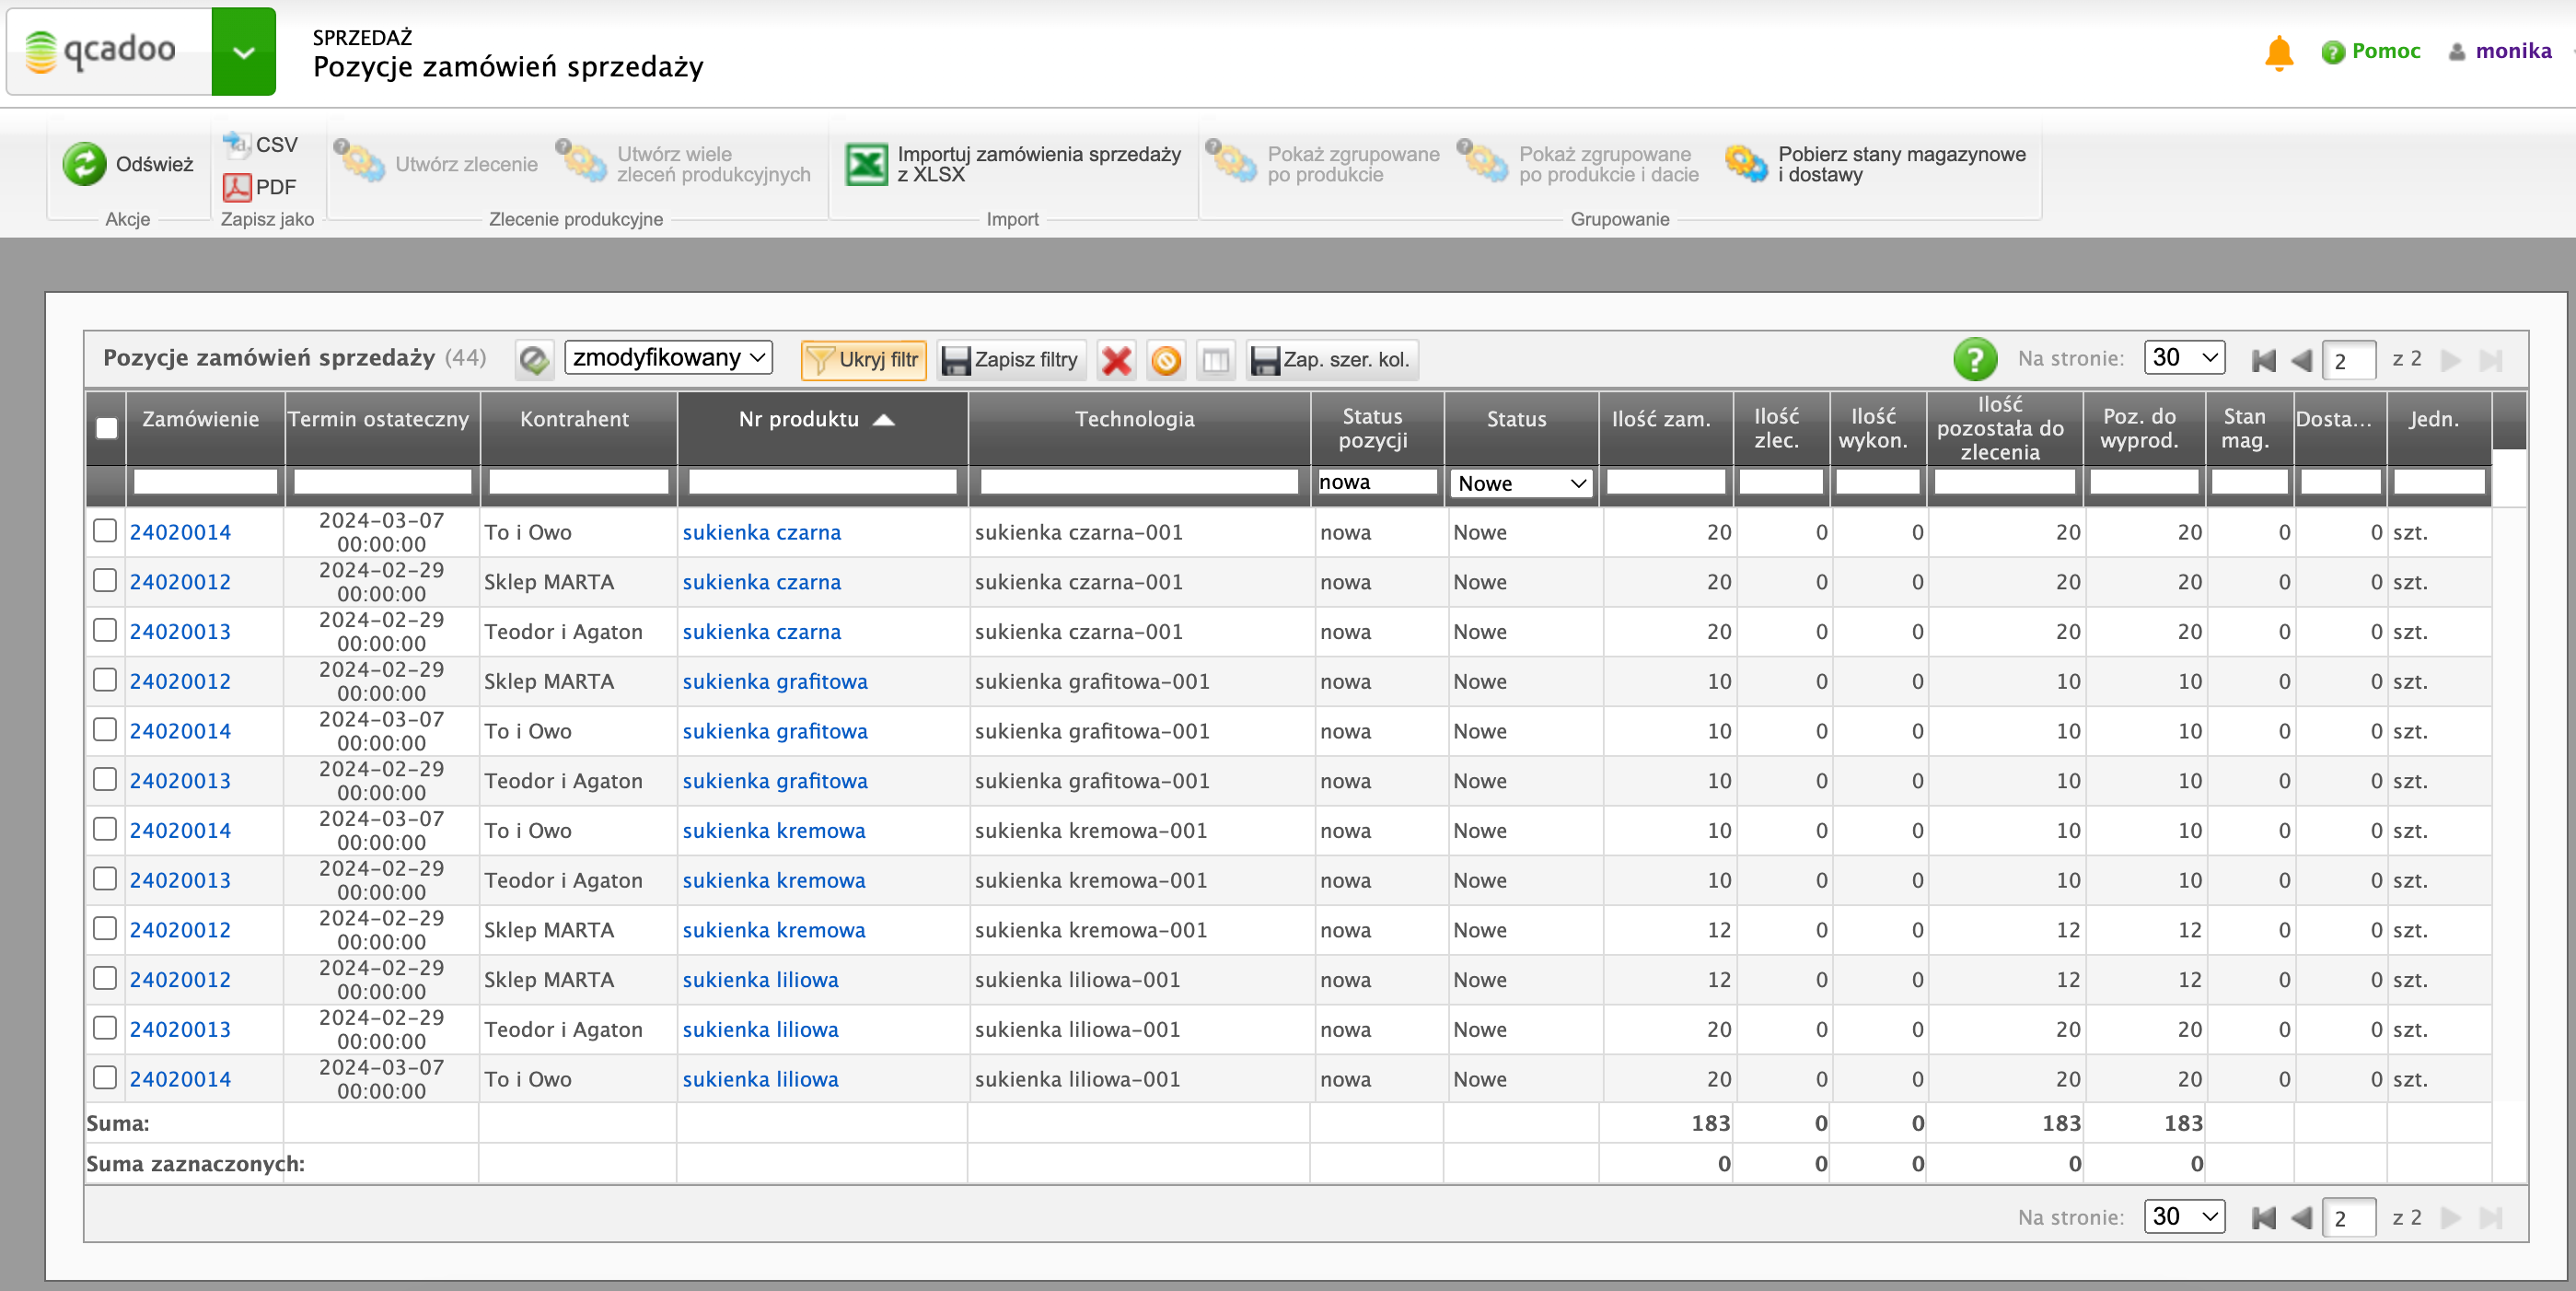 qcadoo
SPRZEDAŻ
Pozycje zamówień sprzedaży
Pomoc
monika
Odśwież
Akcje
CSV
PDF
Zapisz jako
Utwórz zlecenie
Utwórz wiele
zleceń produkcyjnych
Zlecenie produkcyjne
Importuj zamówienia sprzedaży
z XLSX
Import
Pokaż zgrupowane
po produkcie
Pokaż zgrupowane
po produkcie i dacie
Pobierz stany magazynowe
i dostawy
Grupowanie
Pozycje zamówień sprzedaży (44) zmodyfikowany Ukryj filtr Zapisz filtry Zap. szer. kol. Na stronie: 30 2 z 2
Zamówienie Termin ostateczny Kontrahent Nr produktu Technologia Status pozycji Status Ilość zam. Ilość zlec. Ilość wykon. Ilość pozostała do zlecenia Poz. do wyprod. Stan mag. Dosta... Jedn.
nowa Nowe
24020014 2024-03-07 00:00:00 To i Owo sukienka czarna sukienka czarna-001 nowa Nowe 20 0 0 20 20 0 0 szt.
24020012 2024-02-29 00:00:00 Sklep MARTA sukienka czarna sukienka czarna-001 nowa Nowe 20 0 0 20 20 0 0 szt.
24020013 2024-02-29 00:00:00 Teodor i Agaton sukienka czarna sukienka czarna-001 nowa Nowe 20 0 0 20 20 0 0 szt.
24020012 2024-02-29 00:00:00 Sklep MARTA sukienka grafitowa sukienka grafitowa-001 nowa Nowe 10 0 0 10 10 0 0 szt.
24020014 2024-03-07 00:00:00 To i Owo sukienka grafitowa sukienka grafitowa-001 nowa Nowe 10 0 0 10 10 0 0 szt.
24020013 2024-02-29 00:00:00 Teodor i Agaton sukienka grafitowa sukienka grafitowa-001 nowa Nowe 10 0 0 10 10 0 0 szt.
24020014 2024-03-07 00:00:00 To i Owo sukienka kremowa sukienka kremowa-001 nowa Nowe 10 0 0 10 10 0 0 szt.
24020013 2024-02-29 00:00:00 Teodor i Agaton sukienka kremowa sukienka kremowa-001 nowa Nowe 10 0 0 10 10 0 0 szt.
24020012 2024-02-29 00:00:00 Sklep MARTA sukienka kremowa sukienka kremowa-001 nowa Nowe 12 0 0 12 12 0 0 szt.
24020012 2024-02-29 00:00:00 Sklep MARTA sukienka liliowa sukienka liliowa-001 nowa Nowe 12 0 0 12 12 0 0 szt.
24020013 2024-02-29 00:00:00 Teodor i Agaton sukienka liliowa sukienka liliowa-001 nowa Nowe 20 0 0 20 20 0 0 szt.
24020014 2024-03-07 00:00:00 To i Owo sukienka liliowa sukienka liliowa-001 nowa Nowe 20 0 0 20 20 0 0 szt.
Suma: 183 0 0 183 183
Suma zaznaczonych: 0 0 0 0 0
Na stronie: 30 2 z 2